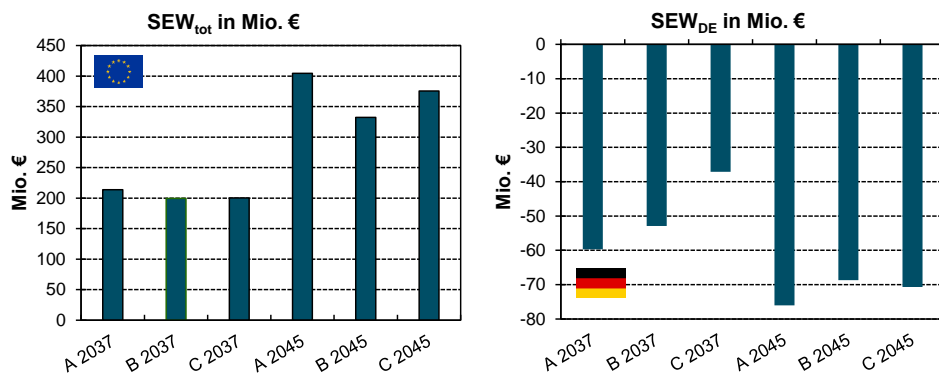 SEWtot in Mio. €
Mio. €
450
400
350
300
250
200
150
100
50
0
A 2037
B 2037
C 2037
A 2045
B 2045
C 2045
SEWDE in Mio. €
Mio. €
0
-10
-20
-30
-40
-50
-60
-70
-80
A 2037
B 2037
C 2037
A 2045
B 2045
C 2045